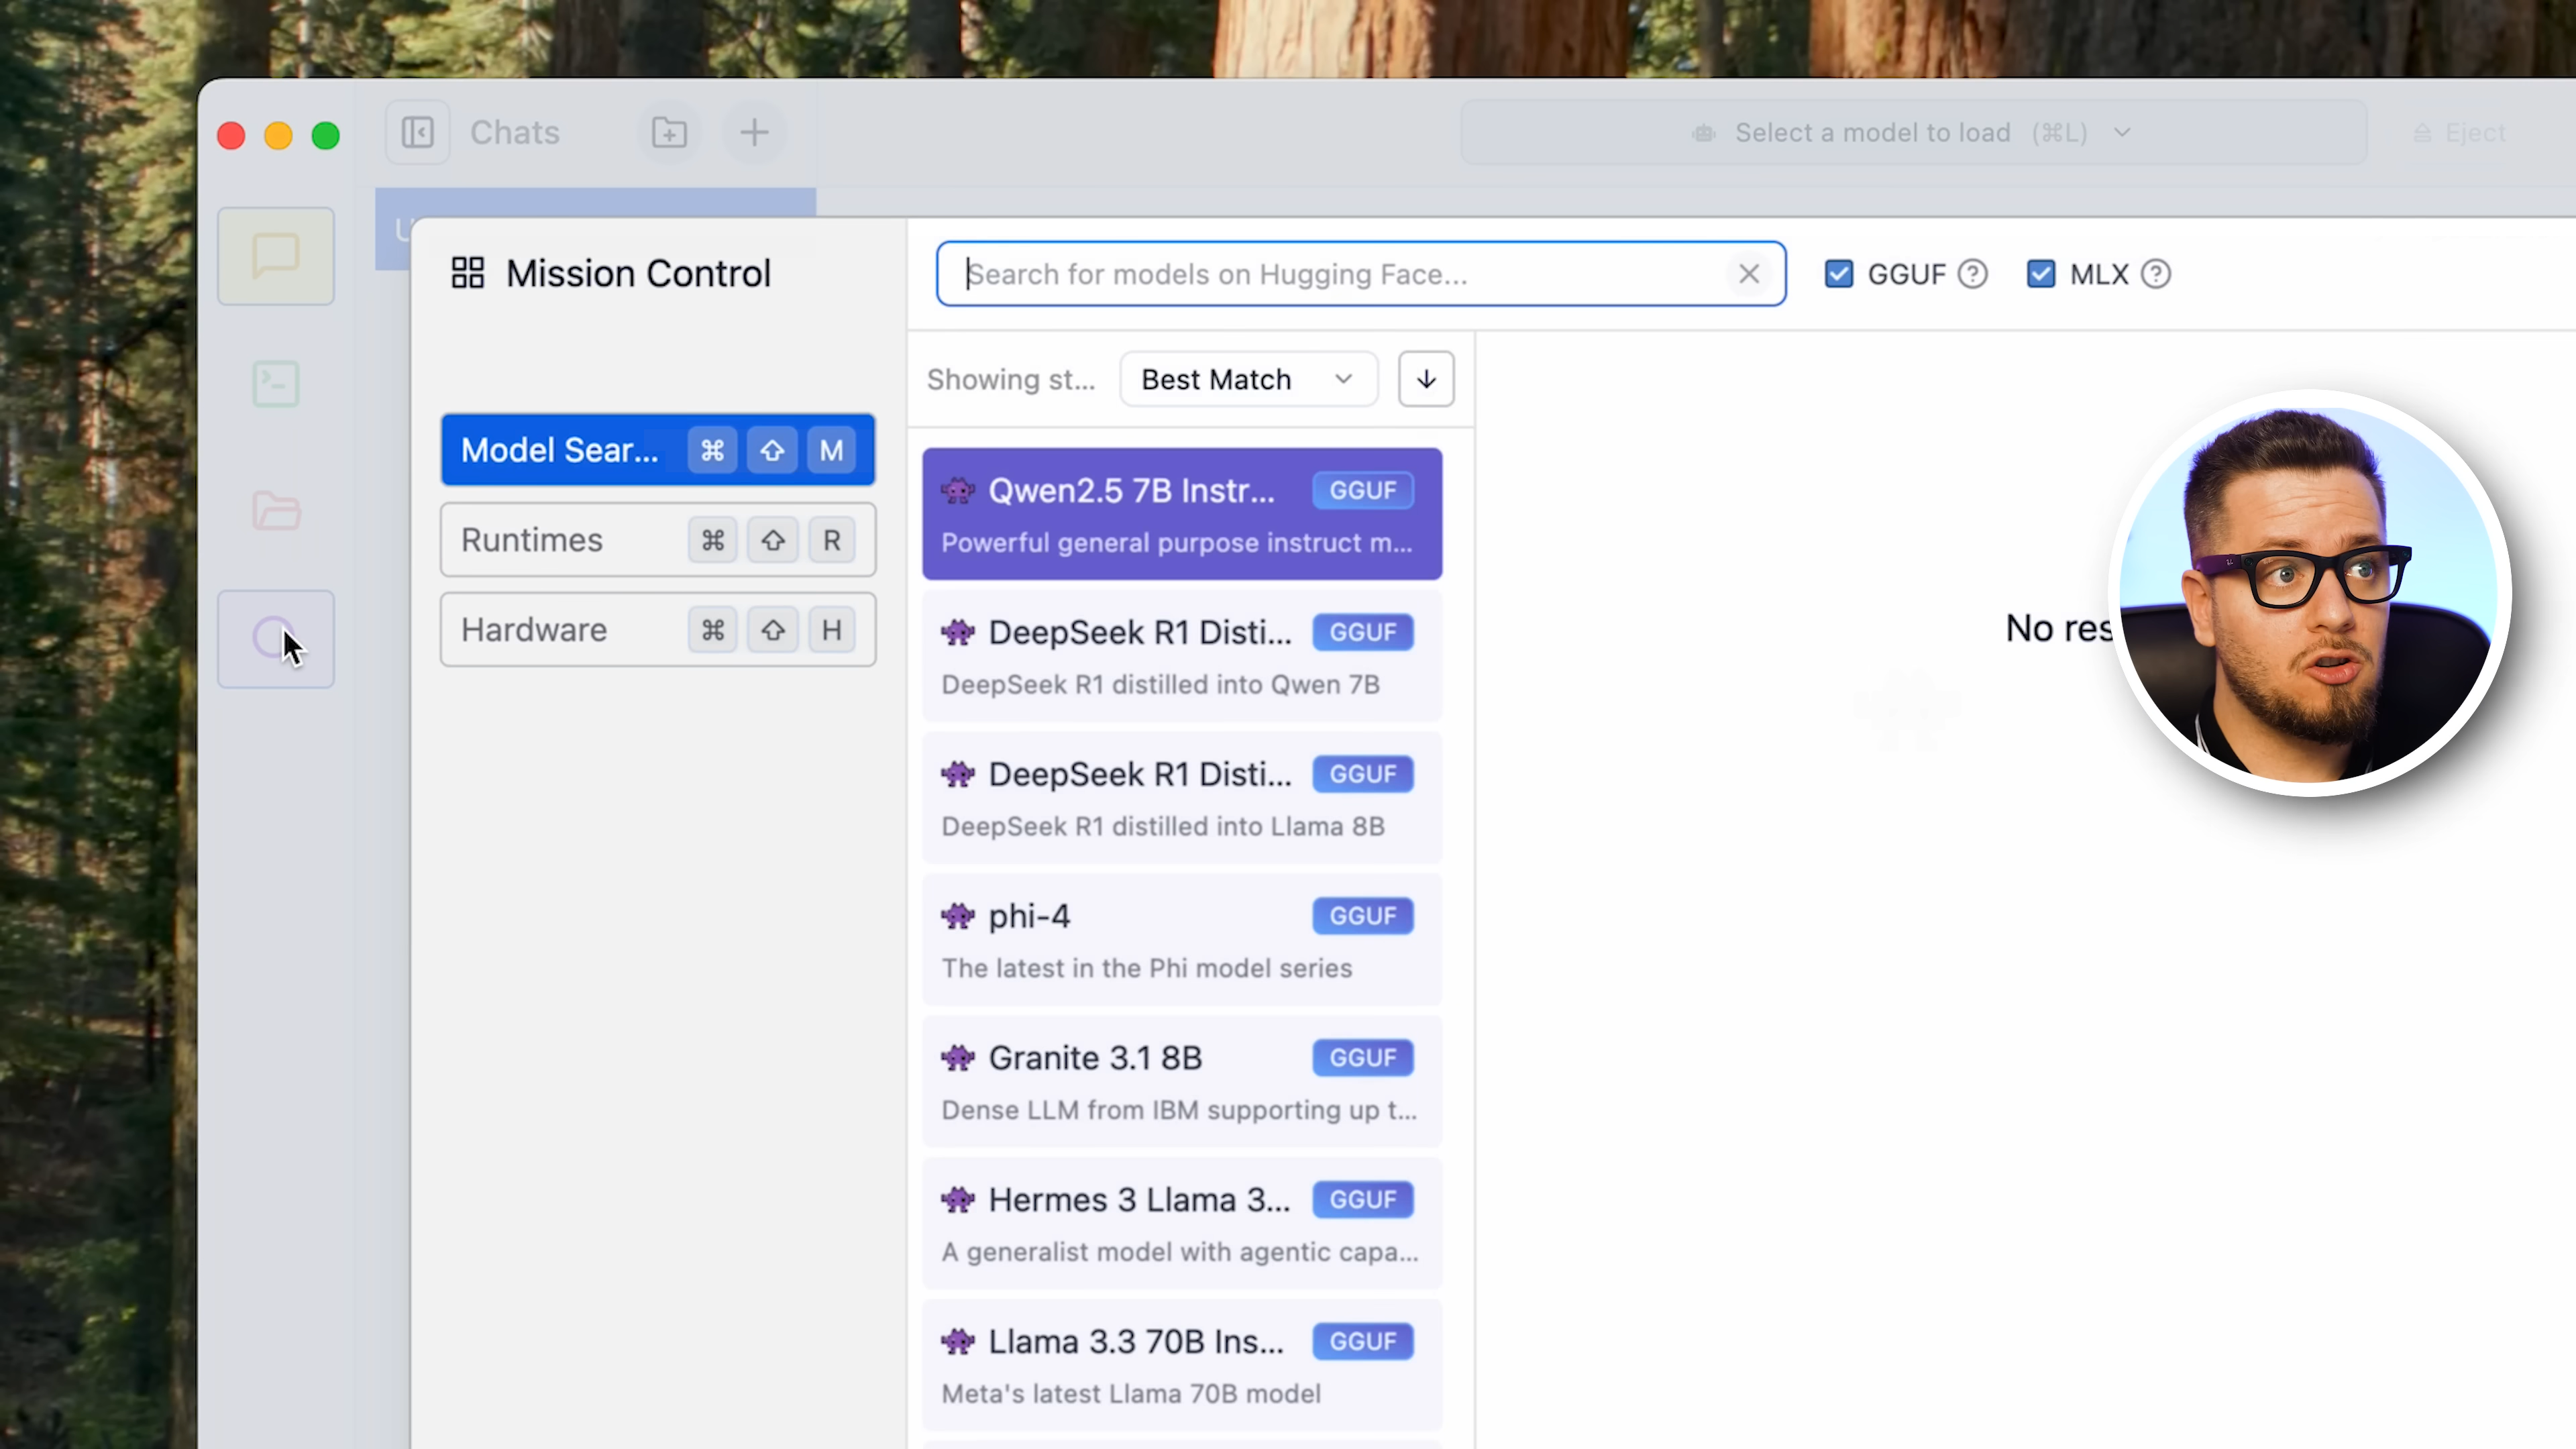 Chats
Select a model to load (⌘L)
Eject
U
Mission Control
Search for models on Hugging Face...
GGUF ?
MLX ?
Model Sear... ⌘ ⇧ M
Runtimes ⌘ ⇧ R
Hardware ⌘ ⇧ H
Showing st...
Best Match
Qwen2.5 7B Instr... GGUF
Powerful general purpose instruct m...
DeepSeek R1 Disti... GGUF
DeepSeek R1 distilled into Qwen 7B
DeepSeek R1 Disti... GGUF
DeepSeek R1 distilled into Llama 8B
phi-4 GGUF
The latest in the Phi model series
Granite 3.1 8B GGUF
Dense LLM from IBM supporting up t...
Hermes 3 Llama 3... GGUF
A generalist model with agentic capa...
Llama 3.3 70B Ins... GGUF
Meta's latest Llama 70B model
No res